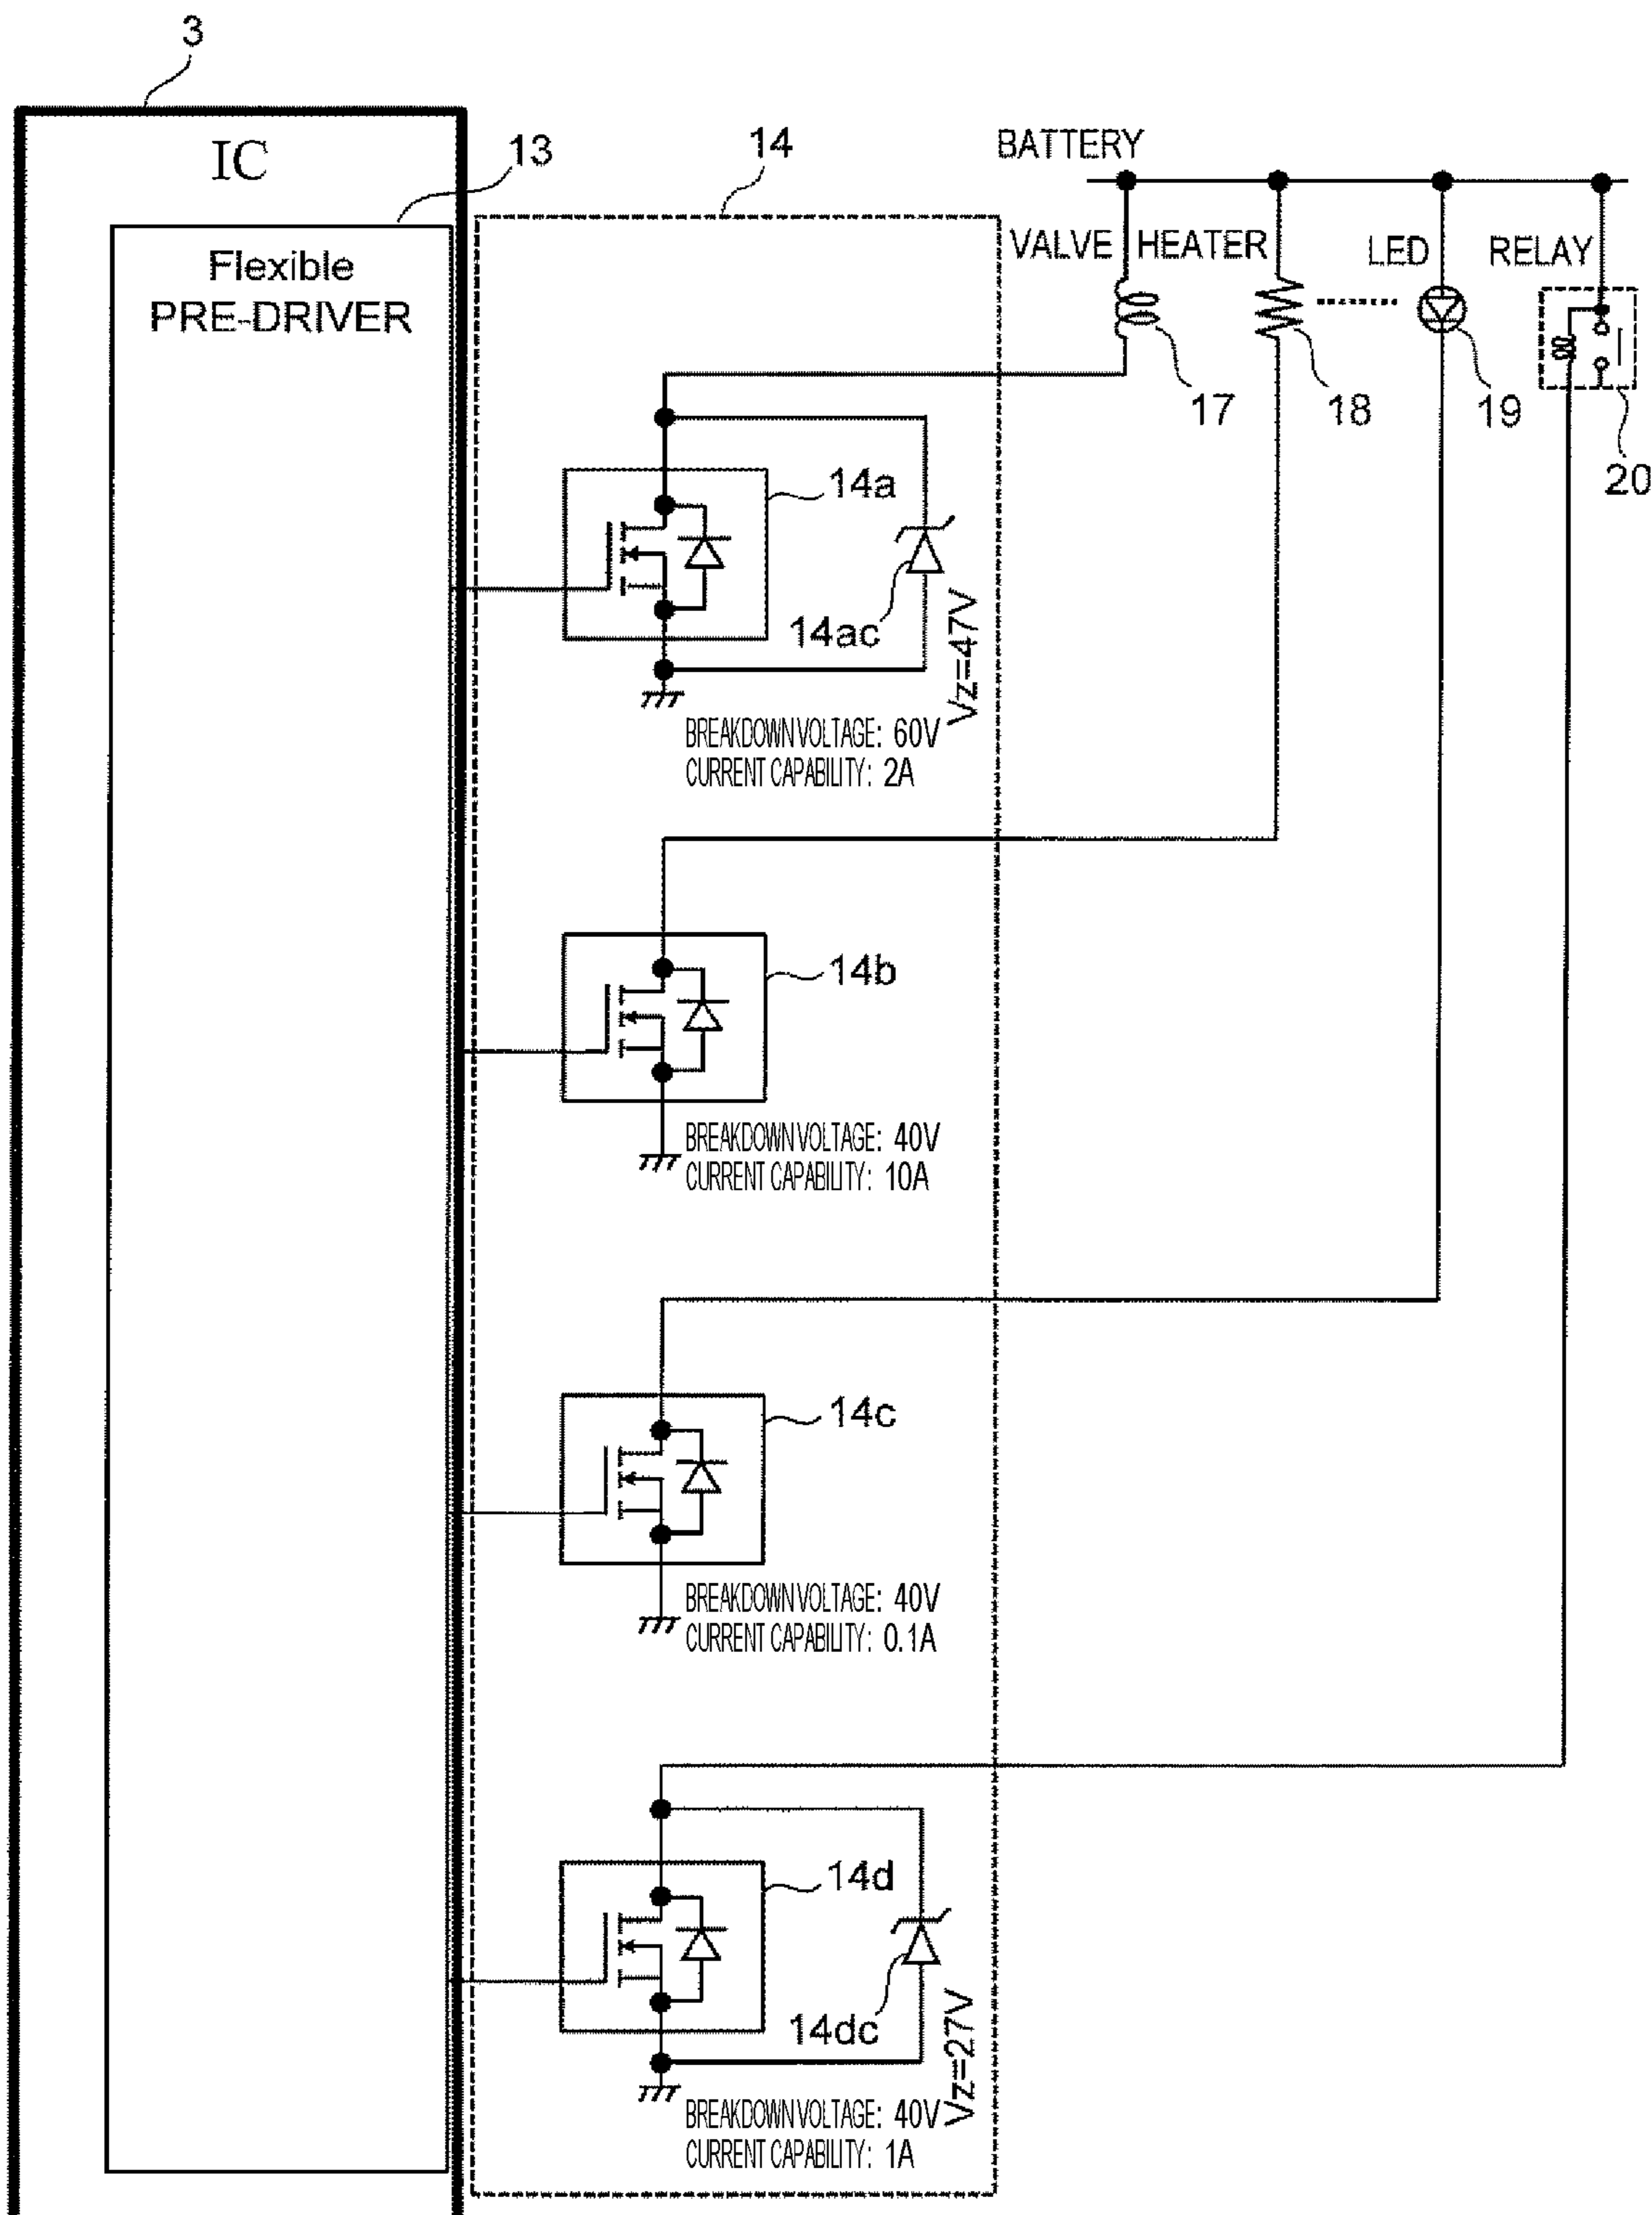 3
IC
13
14
BATTERY
Flexible
PRE-DRIVER
VALVE
HEATER
LED
RELAY
17
18
19
20
14a
14ac
Vz=47V
BREAKDOWN VOLTAGE: 60V
CURRENT CAPABILITY: 2A
14b
BREAKDOWN VOLTAGE: 40V
CURRENT CAPABILITY: 10A
14c
BREAKDOWN VOLTAGE: 40V
CURRENT CAPABILITY: 0.1A
14d
14dc
Vz=27V
BREAKDOWN VOLTAGE: 40V
CURRENT CAPABILITY: 1A